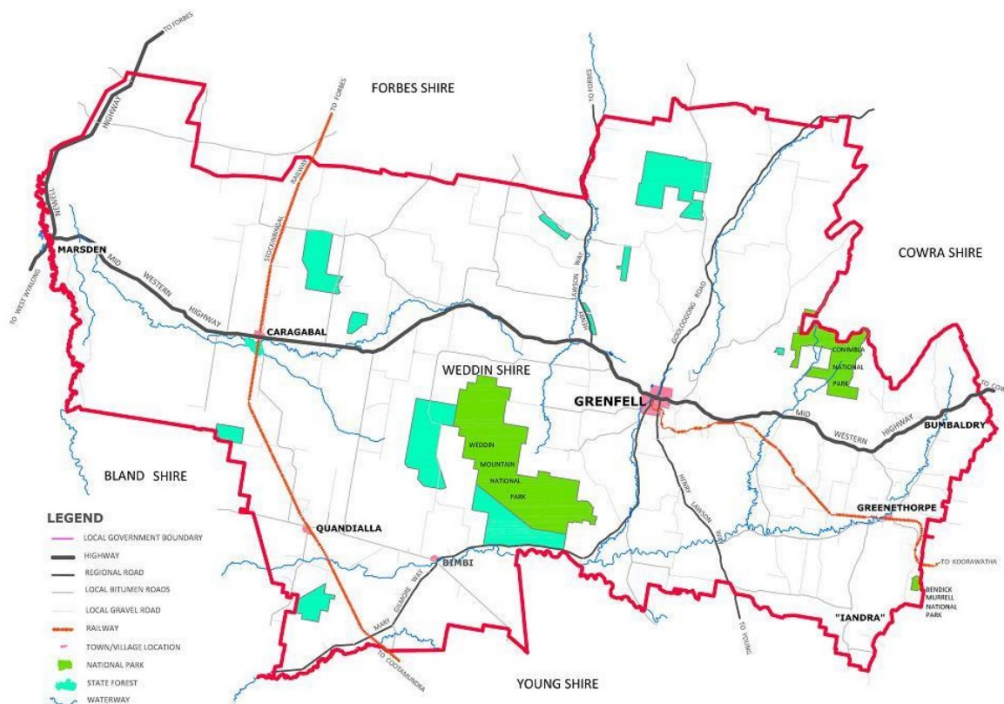 TO FORBES
FORBES SHIRE
HIGHWAY
NEWELL
TO FORBES
RAILWAY
STOCKINBINGAL
TO FORBES
HENRY LAWSON WAY
GOOLOOGONG ROAD
COWRA SHIRE
MARSDEN
TO WEST WYALONG
MID WESTERN HIGHWAY
CARAGABAL
WEDDIN SHIRE
CONIMBLA
NATIONAL
PARK
GRENFELL
MID WESTERN HIGHWAY
BUMBALDRY
WEDDIN
MOUNTAIN
NATIONAL
PARK
HENRY LAWSON WAY
BLAND SHIRE
QUANDIALLA
GREENETHORPE
BIMBI
TO KOORAWATHA
MARY GILMORE WAY
BENDICK
MURRELL
NATIONAL
PARK
"IANDRA"
TO YOUNG
TO COOTAMUNDRA
YOUNG SHIRE
LEGEND
LOCAL GOVERNMENT BOUNDARY
HIGHWAY
REGIONAL ROAD
LOCAL BITUMEN ROADS
LOCAL GRAVEL ROAD
RAILWAY
TOWN/VILLAGE LOCATION
NATIONAL PARK
STATE FOREST
WATERWAY